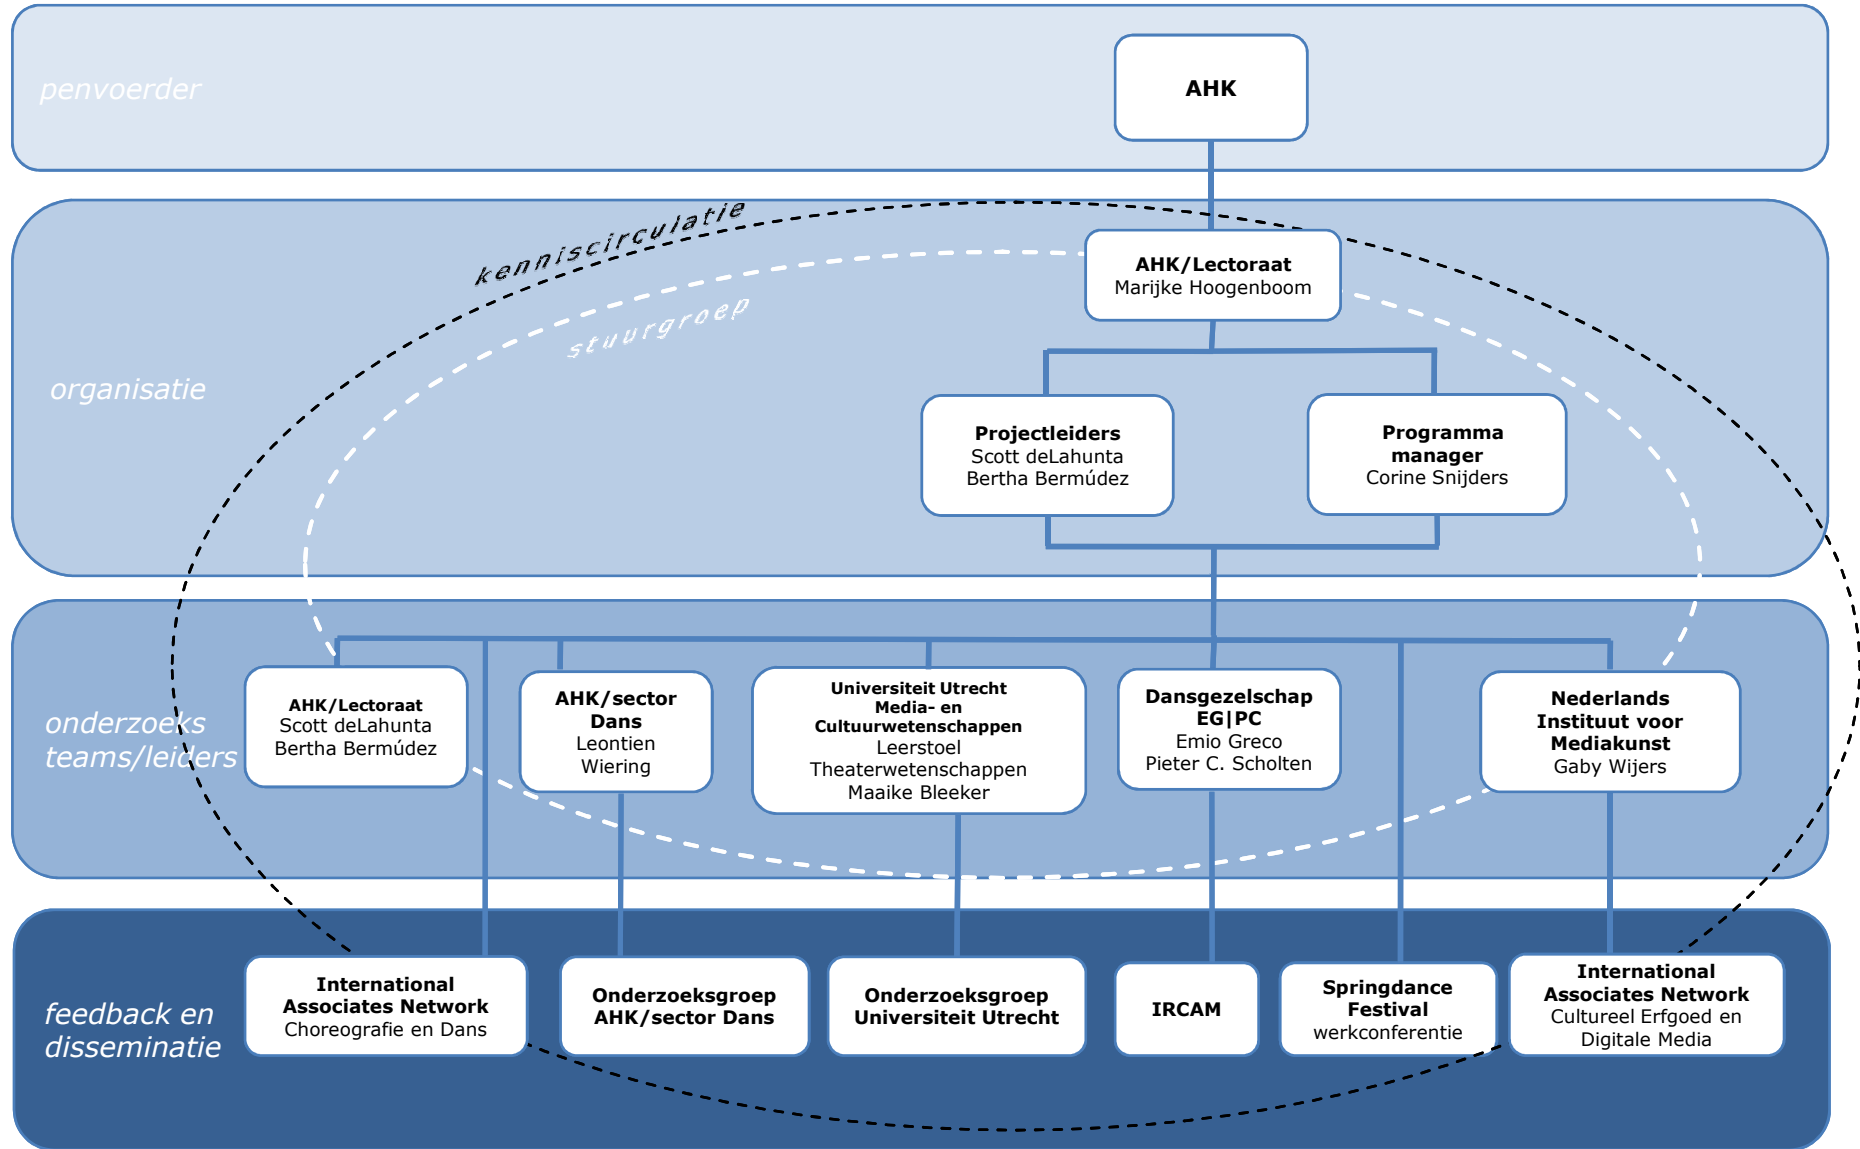 penvoerder
AHK
kenniscirculatie
stuurgroep
organisatie
AHK/Lectoraat
Marijke Hoogenboom
Projectleiders
Scott deLahunta
Bertha Bermúdez
Programma
manager
Corine Snijders
onderzoeks
teams/leiders
AHK/Lectoraat
Scott deLahunta
Bertha Bermúdez
AHK/sector
Dans
Leontien
Wiering
Universiteit Utrecht
Media- en
Cultuurwetenschappen
Leerstoel
Theaterwetenschappen
Maaike Bleeker
Dansgezelschap
EG|PC
Emio Greco
Pieter C. Scholten
Nederlands
Instituut voor
Mediakunst
Gaby Wijers
feedback en
disseminatie
International
Associates Network
Choreografie en Dans
Onderzoeksgroep
AHK/sector Dans
Onderzoeksgroep
Universiteit Utrecht
IRCAM
Springdance
Festival
werkconferentie
International
Associates Network
Cultureel Erfgoed en
Digitale Media